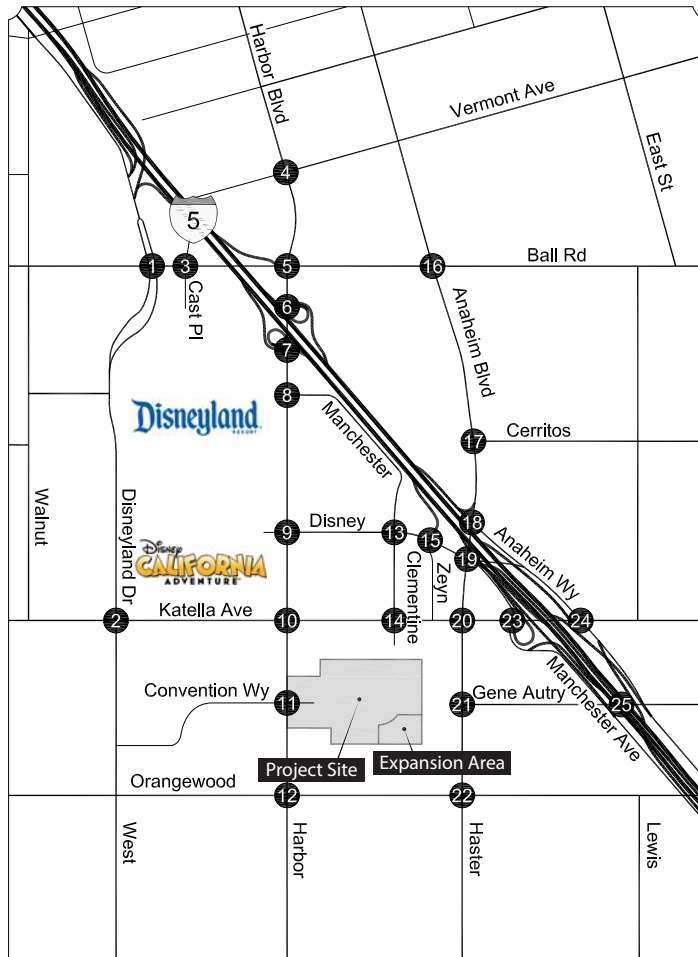 Harbor Blvd
Vermont Ave
East St
4
5
1
3
5
16
Ball Rd
Cast Pl
6
7
Anaheim Blvd
8
Manchester
Disneyland
RESORT
17
Cerritos
Walnut
Disneyland Dr
9
Disney
13
15
18
19
Anaheim Wy
Disney
CALIFORNIA
ADVENTURE
Zeyn
Clementine
Katella Ave
2
10
14
20
23
24
Convention Wy
11
21
Gene Autry
25
Manchester Ave
Project Site
Expansion Area
Orangewood
12
22
West
Harbor
Haster
Lewis